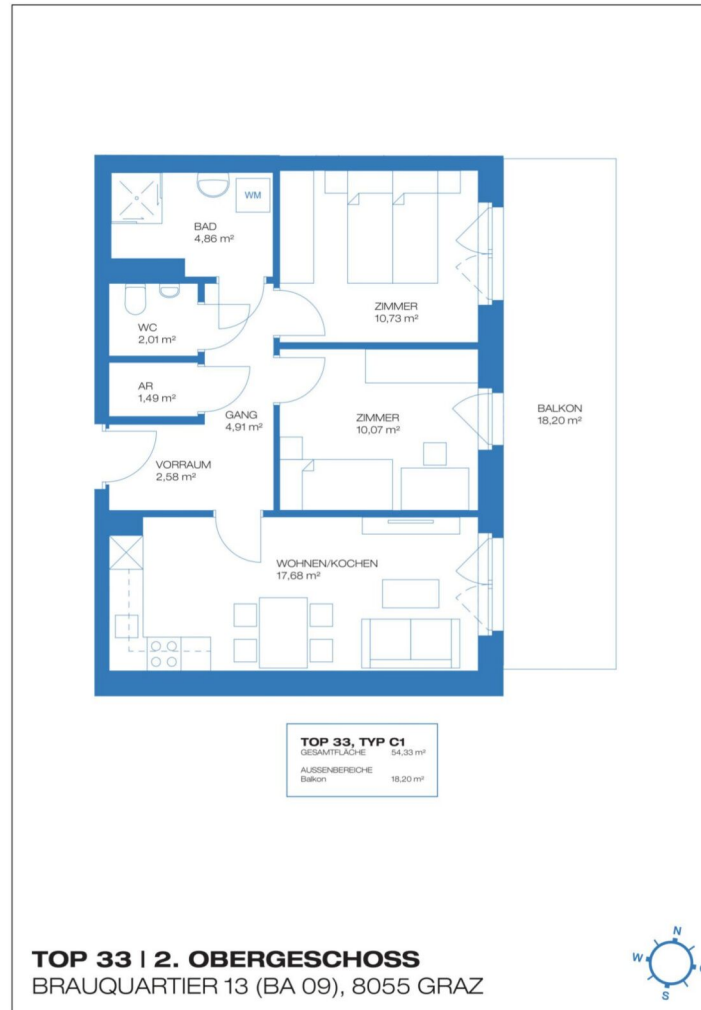 WM
BAD
4,86 m²
ZIMMER
10,73 m²
WC
2,01 m²
AR
1,49 m²
GANG
4,91 m²
ZIMMER
10,07 m²
BALKON
18,20 m²
VORRAUM
2,58 m²
WOHNEN/KOCHEN
17,68 m²
TOP 33, TYP C1
GESAMTFLÄCHE 54,33 m²
AUSSENBEREICHE
Balkon 18,20 m²
TOP 33 | 2. OBERGESCHOSS
BRAUQUARTIER 13 (BA 09), 8055 GRAZ
N
W
S